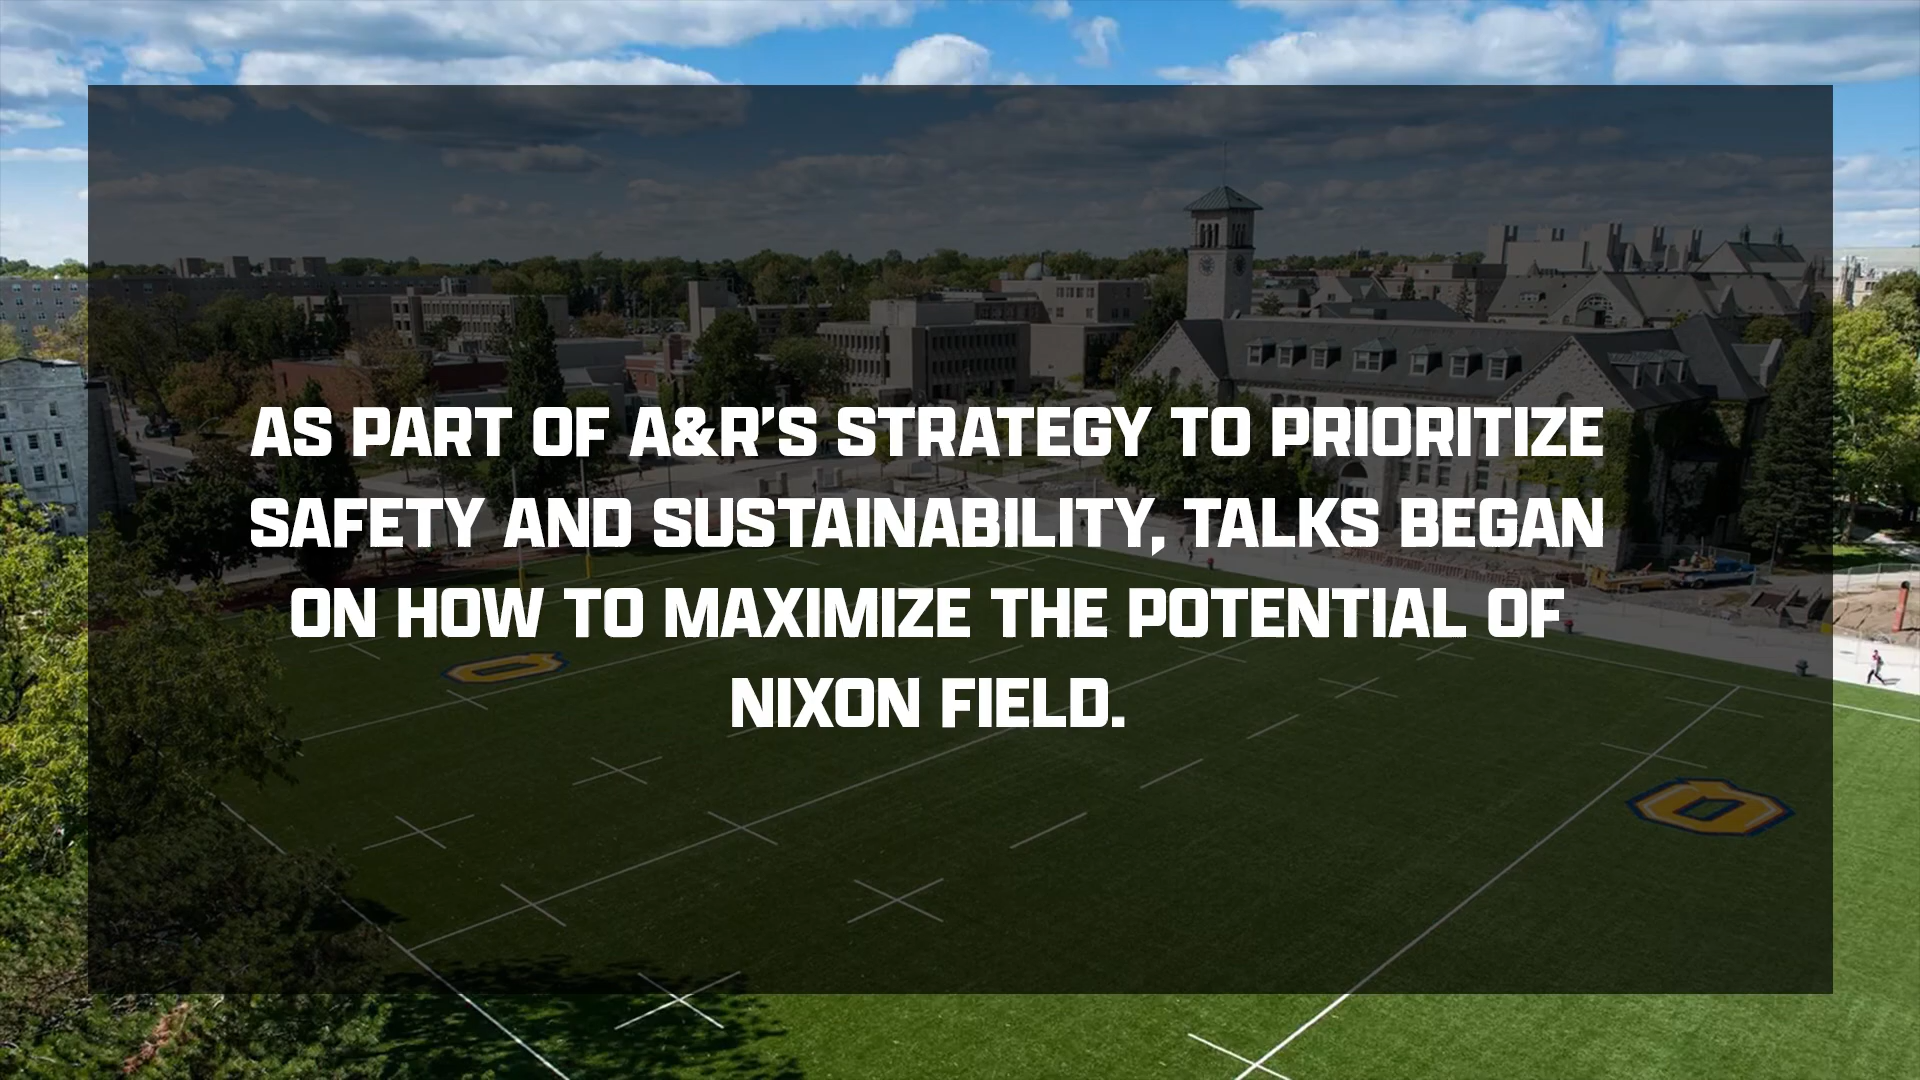 AS PART OF A&R’S STRATEGY TO PRIORITIZE
SAFETY AND SUSTAINABILITY, TALKS BEGAN
ON HOW TO MAXIMIZE THE POTENTIAL OF
NIXON FIELD.